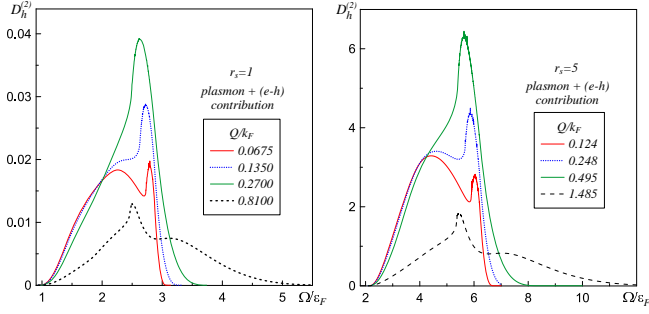 D_h^(2)
0.04
0.03
0.02
0.01
0
1
2
3
4
5
Ω/ε_F
r_s=1
plasmon + (e-h)
contribution
Q/k_F
0.0675
0.1350
0.2700
0.8100
D_h^(2)
6
4
2
0
2
4
6
8
10
Ω/ε_F
r_s=5
plasmon + (e-h)
contribution
Q/k_F
0.124
0.248
0.495
1.485